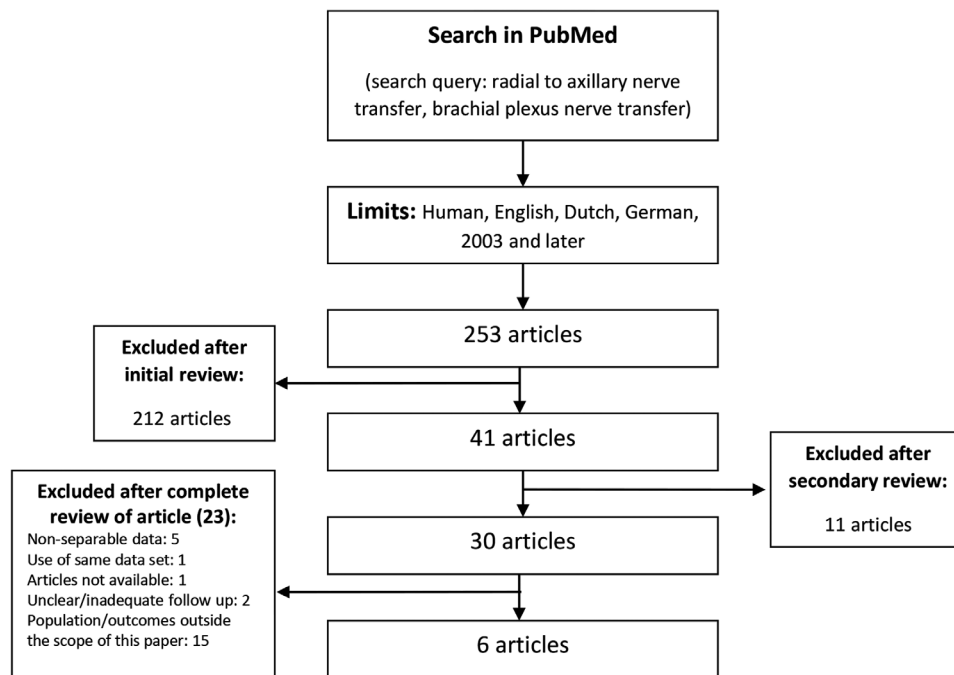 Search in PubMed
(search query: radial to axillary nerve
transfer, brachial plexus nerve transfer)
Limits: Human, English, Dutch, German,
2003 and later
253 articles
Excluded after
initial review:
212 articles
41 articles
Excluded after
secondary review:
11 articles
Excluded after complete
review of article (23):
Non-separable data: 5
Use of same data set: 1
Articles not available: 1
Unclear/inadequate follow up: 2
Population/outcomes outside
the scope of this paper: 15
30 articles
6 articles